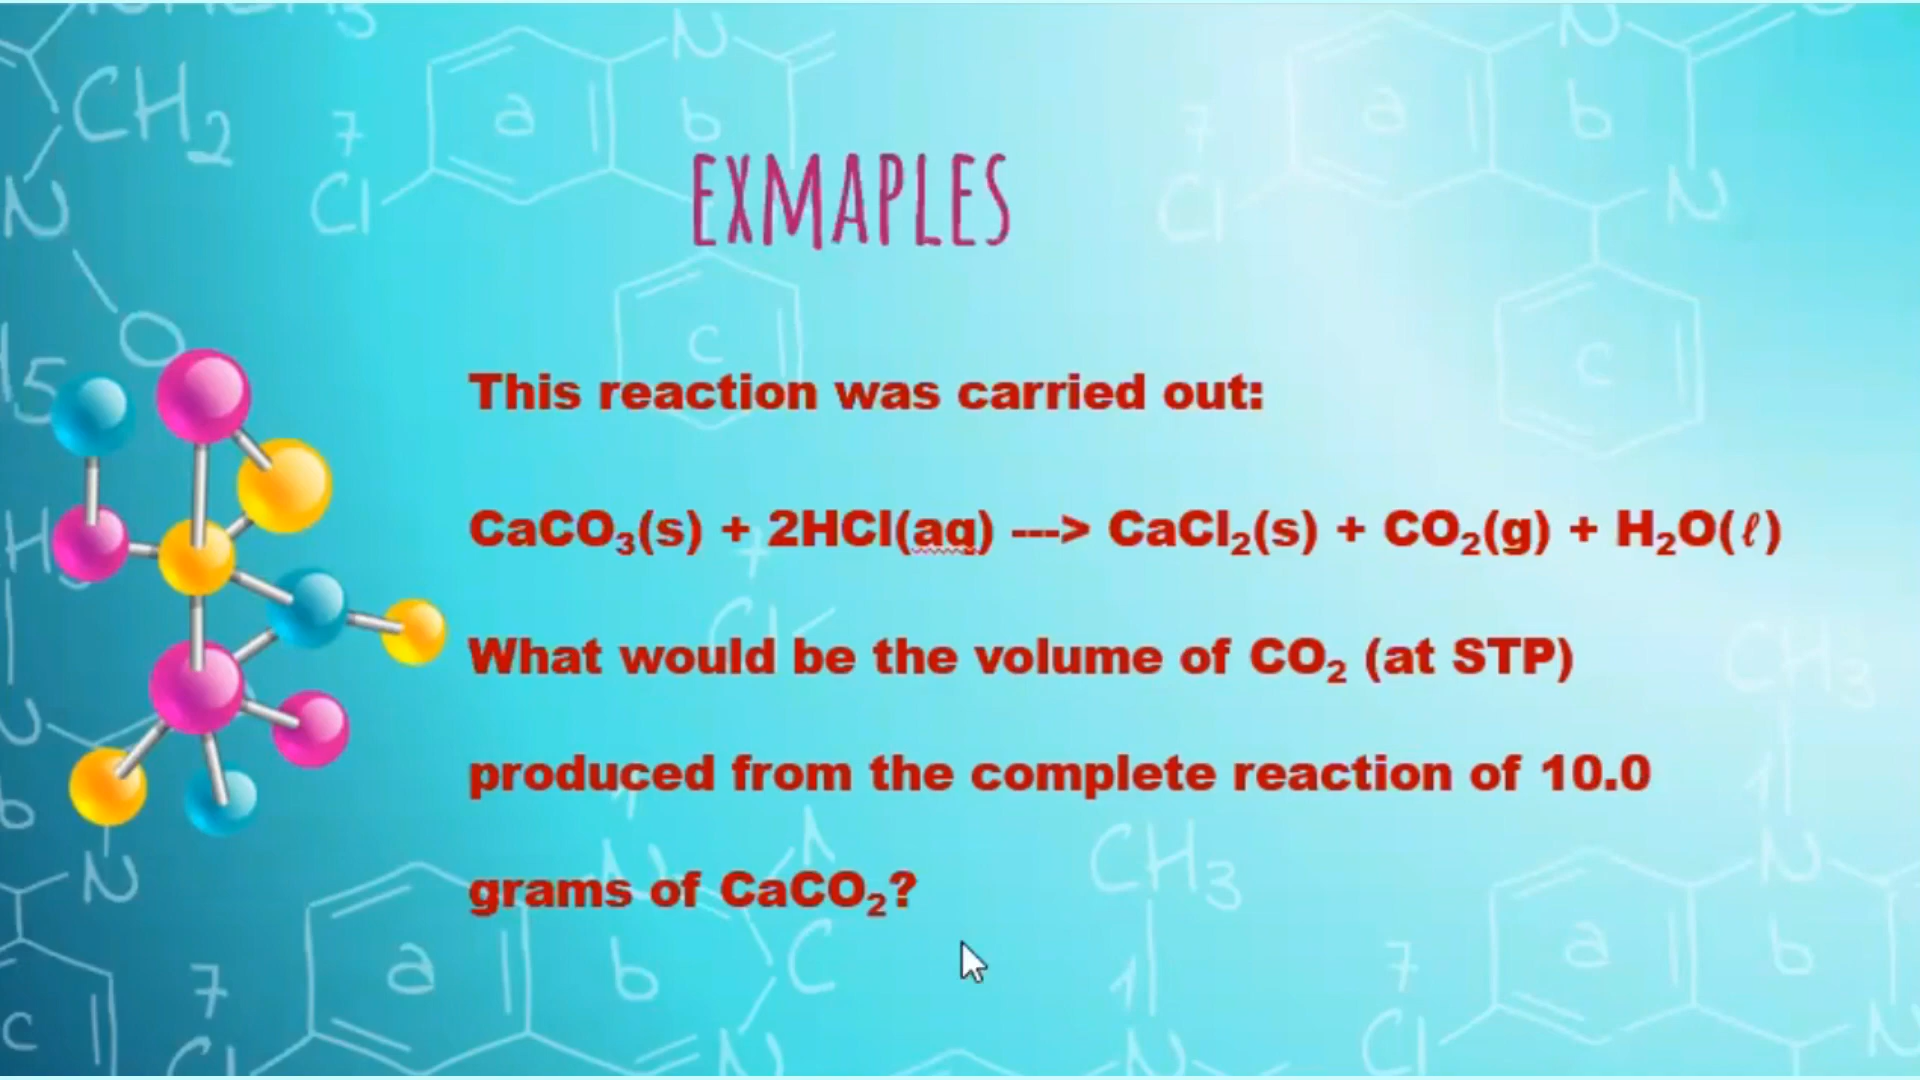 EXMAPLES
This reaction was carried out:
CaCO₃(s) + 2HCl(aq) ---> CaCl₂(s) + CO₂(g) + H₂O(ℓ)
What would be the volume of CO₂ (at STP)
produced from the complete reaction of 10.0
grams of CaCO₂?